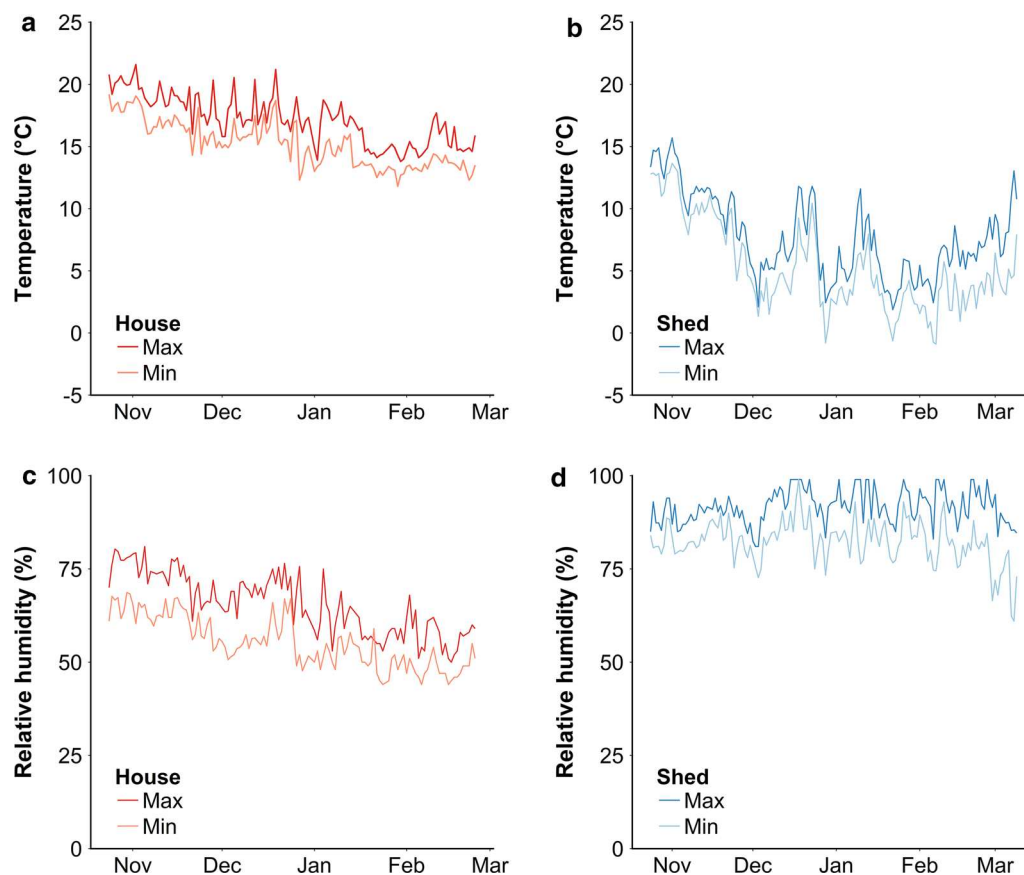 a
25
20
15
10
5
0
-5
Temperature (°C)
House
Max
Min
Nov Dec Jan Feb Mar
b
25
20
15
10
5
0
-5
Temperature (°C)
Shed
Max
Min
Nov Dec Jan Feb Mar
c
100
75
50
25
0
Relative humidity (%)
House
Max
Min
Nov Dec Jan Feb Mar
d
100
75
50
25
0
Relative humidity (%)
Shed
Max
Min
Nov Dec Jan Feb Mar